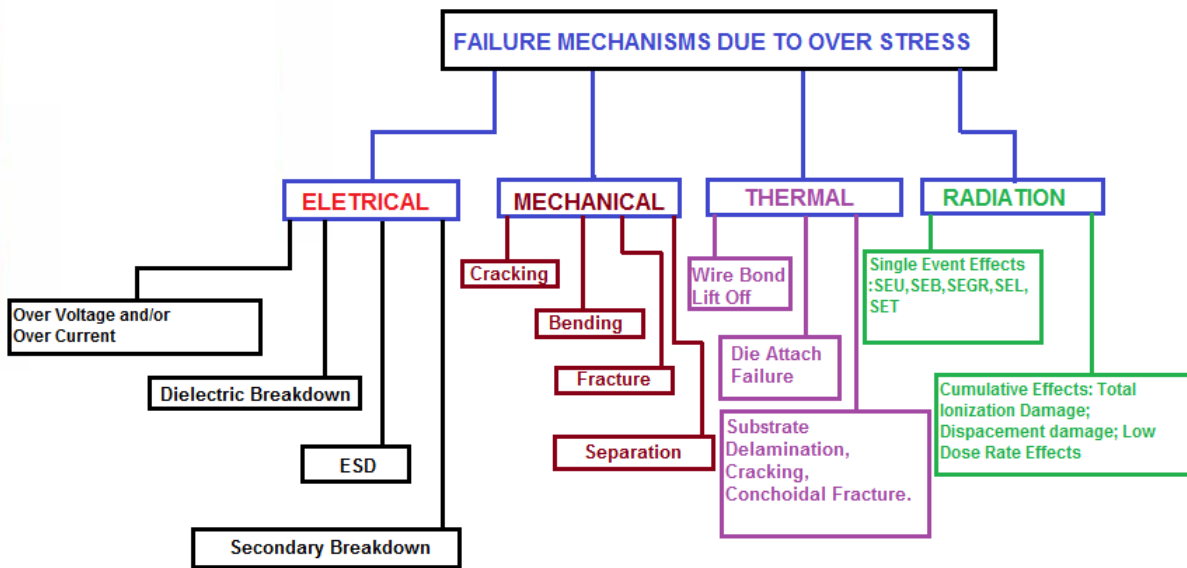 FAILURE MECHANISMS DUE TO OVER STRESS
ELETRICAL
MECHANICAL
THERMAL
RADIATION
Over Voltage and/or
Over Current
Dielectric Breakdown
ESD
Secondary Breakdown
Cracking
Bending
Fracture
Separation
Wire Bond
Lift Off
Die Attach
Failure
Substrate
Delamination,
Cracking,
Conchoidal Fracture.
Single Event Effects
:SEU,SEB,SEGR,SEL,
SET
Cumulative Effects: Total
Ionization Damage;
Dispacement damage; Low
Dose Rate Effects